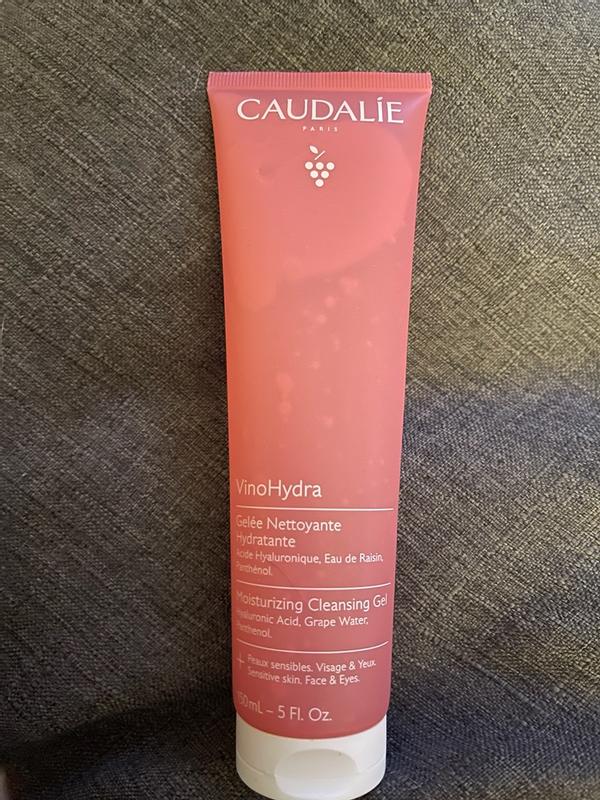 CAUDALÍE
PARIS
VinoHydra
Gelée Nettoyante
Hydratante
Acide Hyaluronique, Eau de Raisin,
Panthénol.
Moisturizing Cleansing Gel
Hyaluronic Acid, Grape Water,
Panthenol.
+ Peaux sensibles. Visage & Yeux.
Sensitive skin. Face & Eyes.
150mL – 5 Fl. Oz.